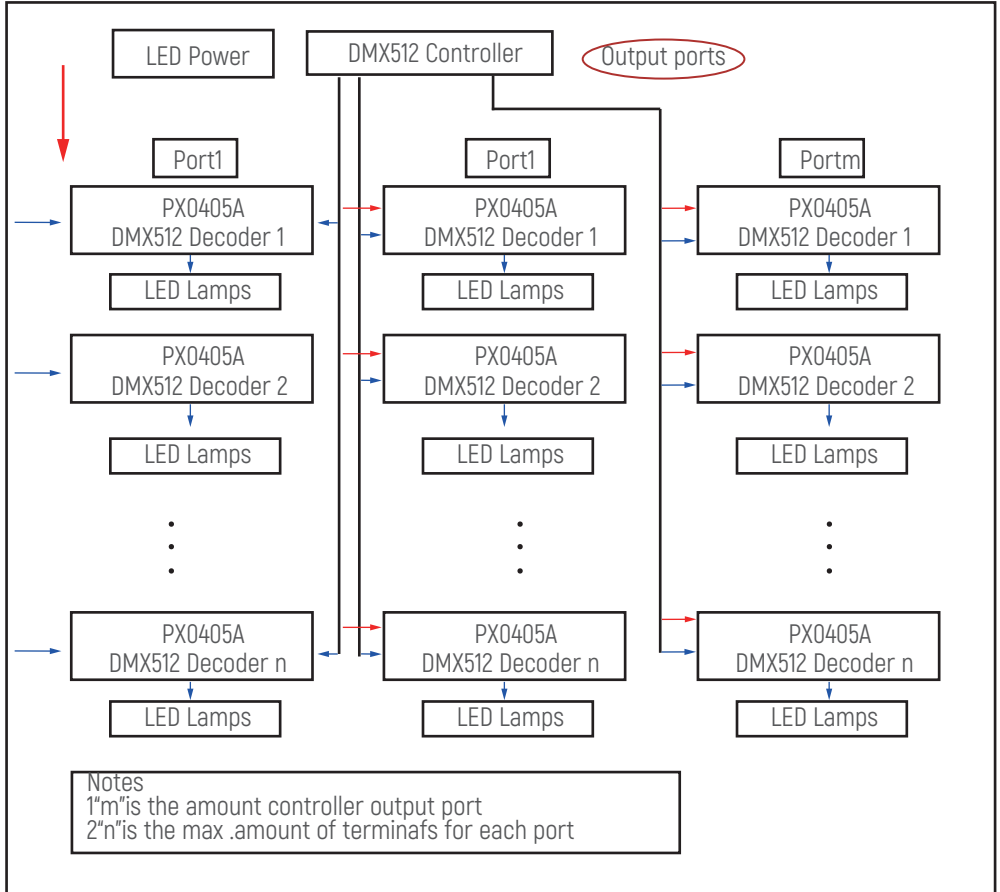 LED Power
DMX512 Controller
Output ports
Port1
Port1
Portm
PX0405A
DMX512 Decoder 1
PX0405A
DMX512 Decoder 1
PX0405A
DMX512 Decoder 1
LED Lamps
LED Lamps
LED Lamps
PX0405A
DMX512 Decoder 2
PX0405A
DMX512 Decoder 2
PX0405A
DMX512 Decoder 2
LED Lamps
LED Lamps
LED Lamps
PX0405A
DMX512 Decoder n
PX0405A
DMX512 Decoder n
PX0405A
DMX512 Decoder n
LED Lamps
LED Lamps
LED Lamps
Notes
1"m"is the amount controller output port
2"n"is the max .amount of terminafs for each port